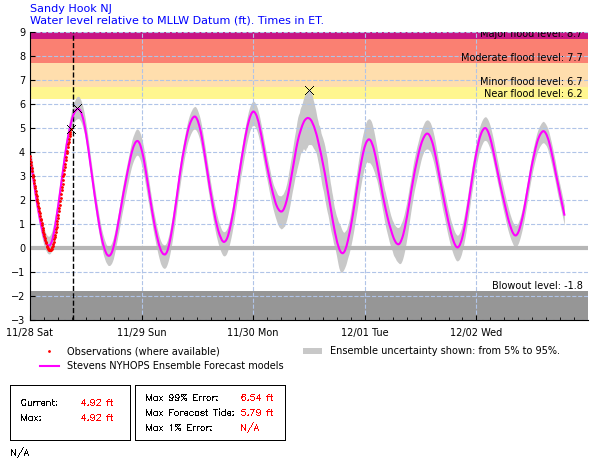 Sandy Hook NJ
Water level relative to MLLW Datum (ft). Times in ET.
9
Major flood level: 8.7
8
Moderate flood level: 7.7
7
Minor flood level: 6.7
Near flood level: 6.2
6
5
4
3
2
1
0
−1
Blowout level: -1.8
−2
−3
11/28 Sat 11/29 Sun 11/30 Mon 12/01 Tue 12/02 Wed
Observations (where available) Ensemble uncertainty shown: from 5% to 95%.
Stevens NYHOPS Ensemble Forecast models
Current: 4.92 ft
Max: 4.92 ft
Max 99% Error: 6.54 ft
Max Forecast Tide: 5.79 ft
Max 1% Error: N/A
N/A